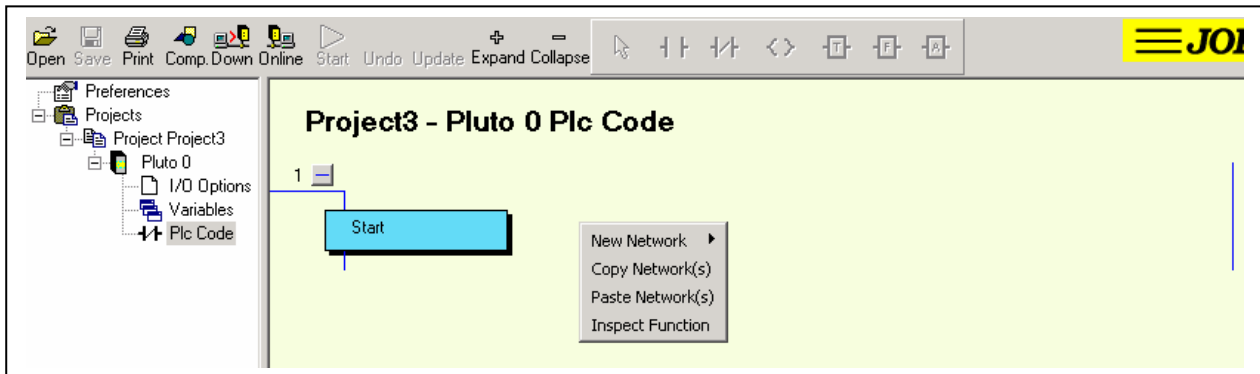 Open Save Print Comp. Down Online Start Undo Update Expand Collapse
T F A
JO
Preferences
Projects
Project Project3
Pluto 0
I/O Options
Variables
Plc Code
Project3 - Pluto 0 Plc Code
1
Start
New Network
Copy Network(s)
Paste Network(s)
Inspect Function